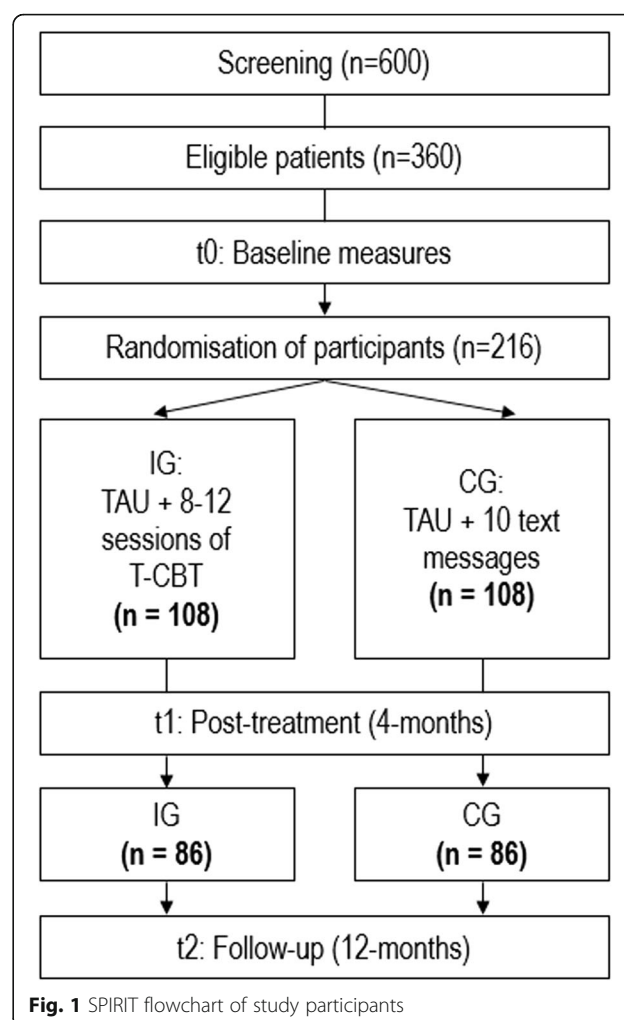 Screening (n=600)
Eligible patients (n=360)
t0: Baseline measures
Randomisation of participants (n=216)
IG:
TAU + 8-12
sessions of
T-CBT
(n = 108)
CG:
TAU + 10 text
messages
(n = 108)
t1: Post-treatment (4-months)
IG
(n = 86)
CG
(n = 86)
t2: Follow-up (12-months)
Fig. 1 SPIRIT flowchart of study participants